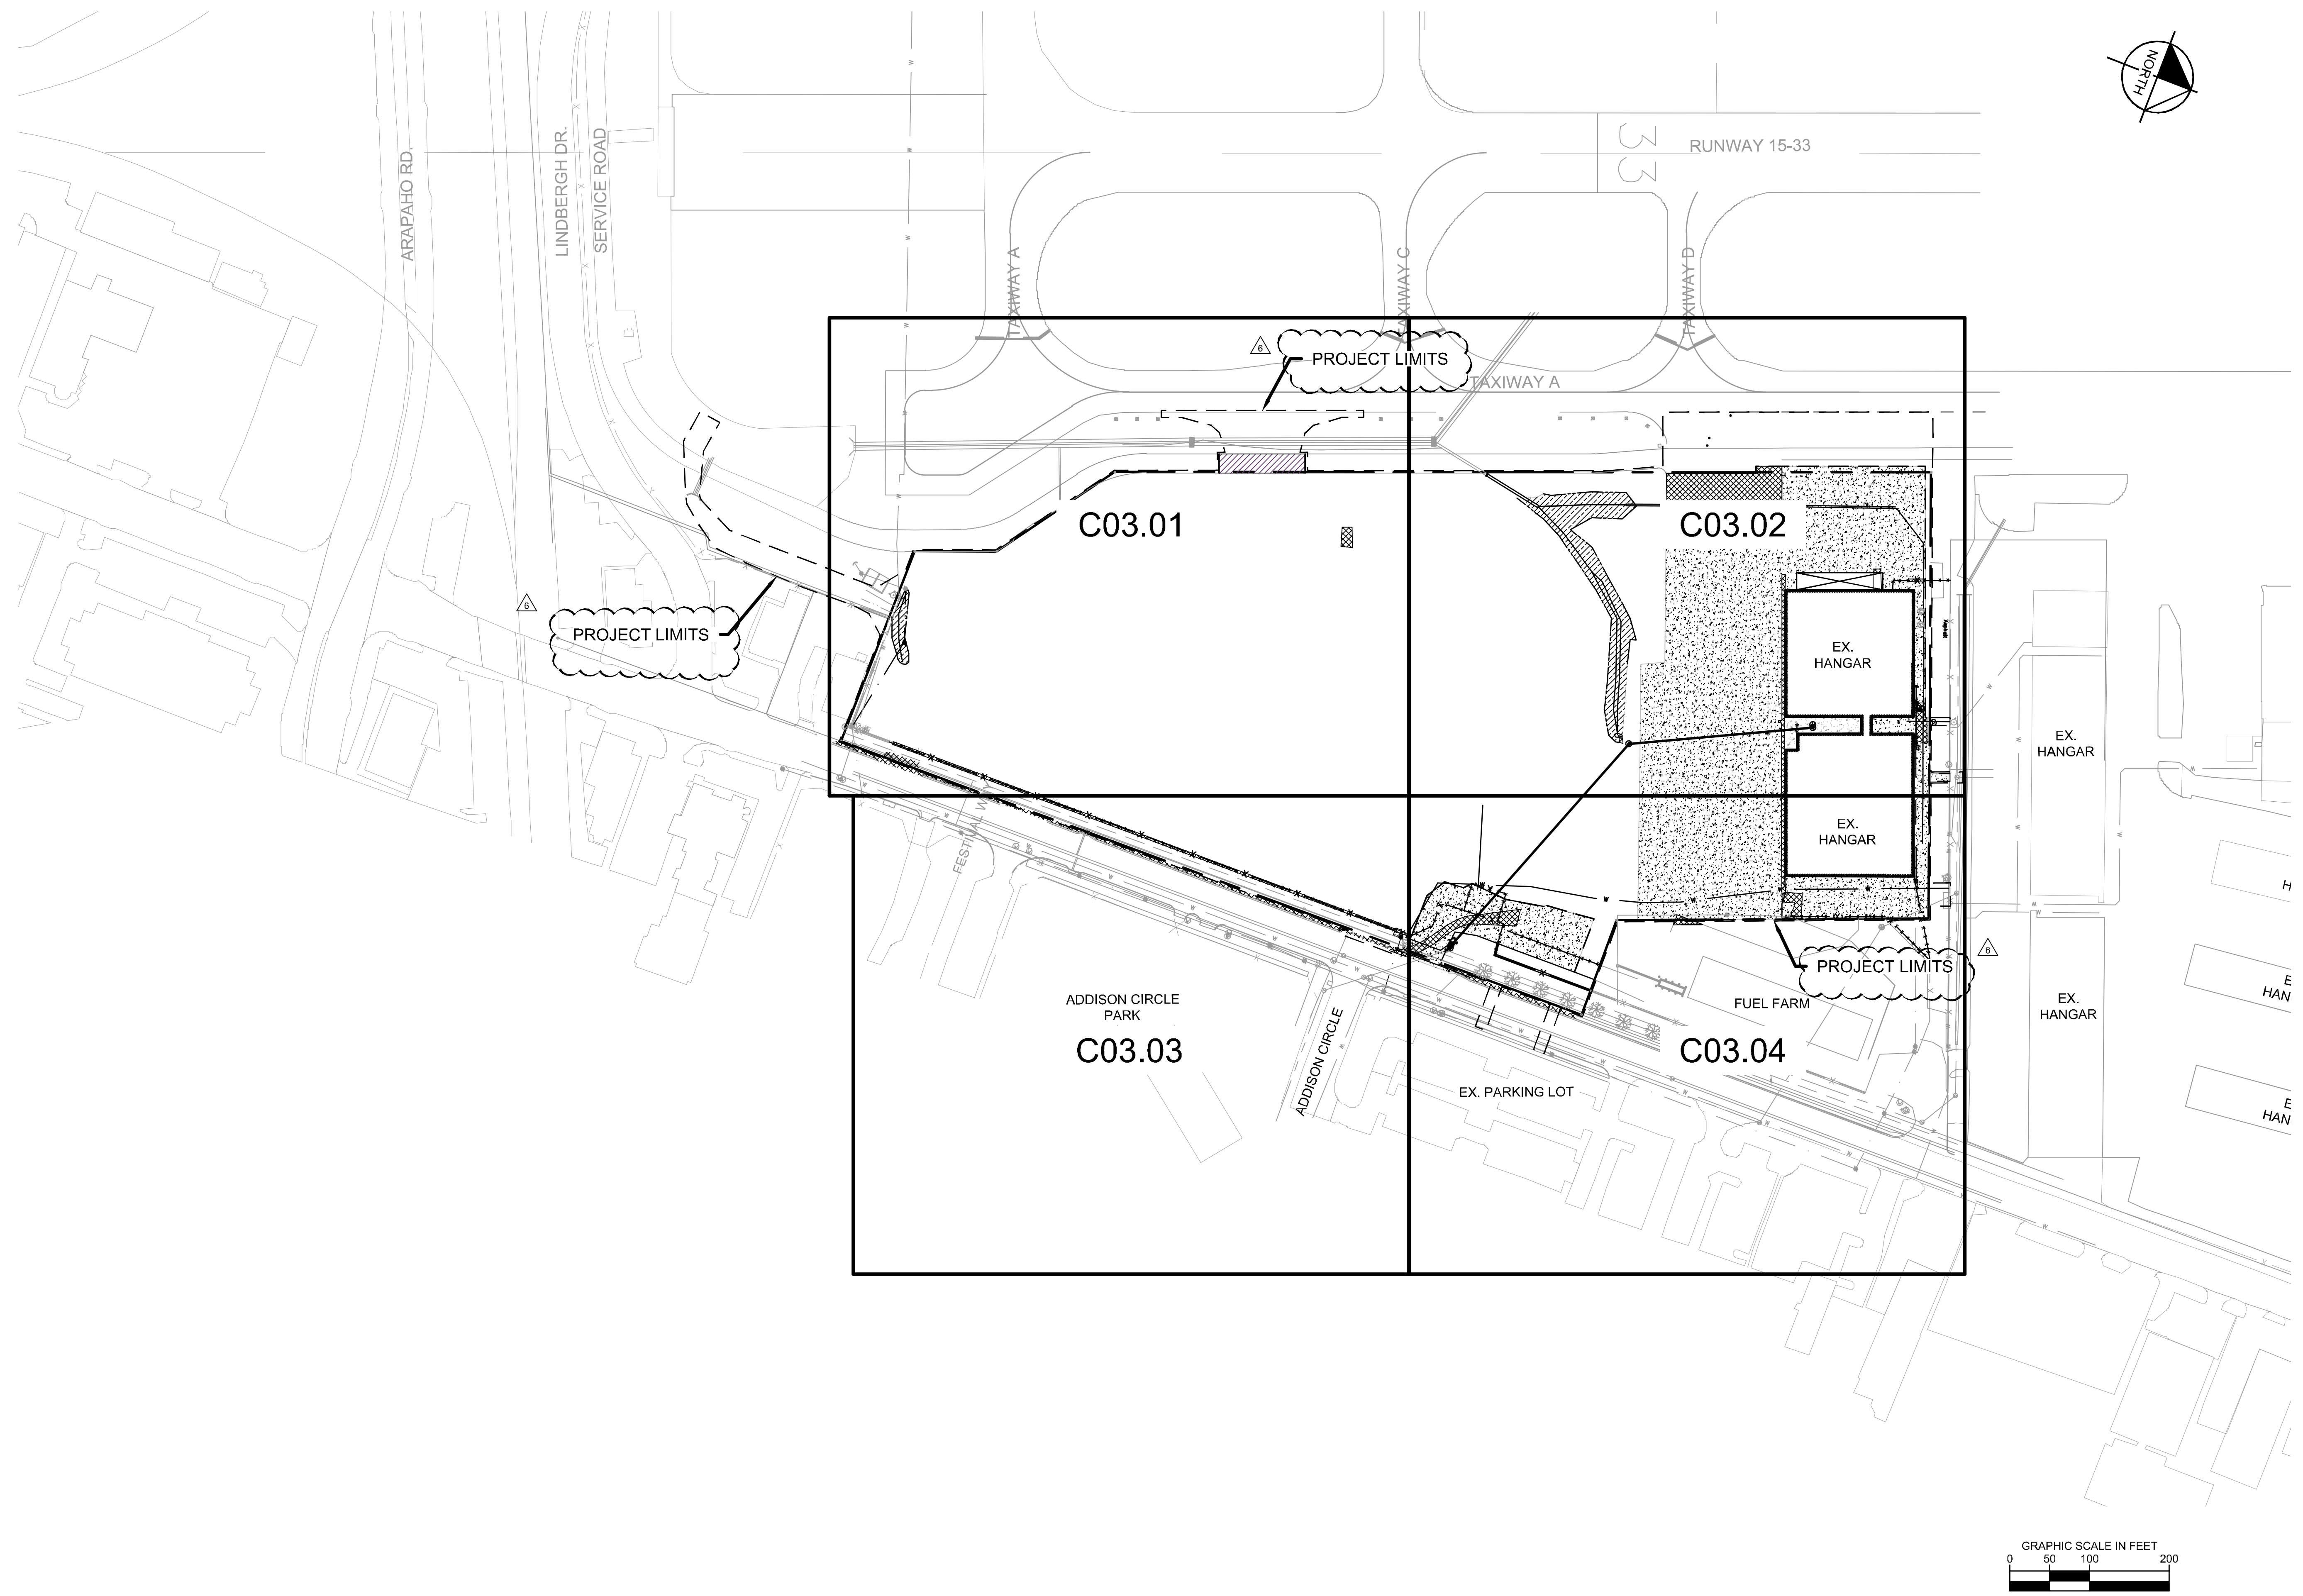 NORTH
33
RUNWAY 15-33
ARAPAHO RD.
LINDBERGH DR.
SERVICE ROAD
TAXIWAY A
TAXIWAY C
TAXIWAY D
6
PROJECT LIMITS
TAXIWAY A
C03.01
C03.02
6
PROJECT LIMITS
EX.
HANGAR
EX.
HANGAR
EX.
HANGAR
6
PROJECT LIMITS
ADDISON CIRCLE
PARK
C03.03
ADDISON CIRCLE
FUEL FARM
C03.04
EX.
HANGAR
EX. PARKING LOT
H
E
HAN
E
HAN
GRAPHIC SCALE IN FEET
0 50 100 200